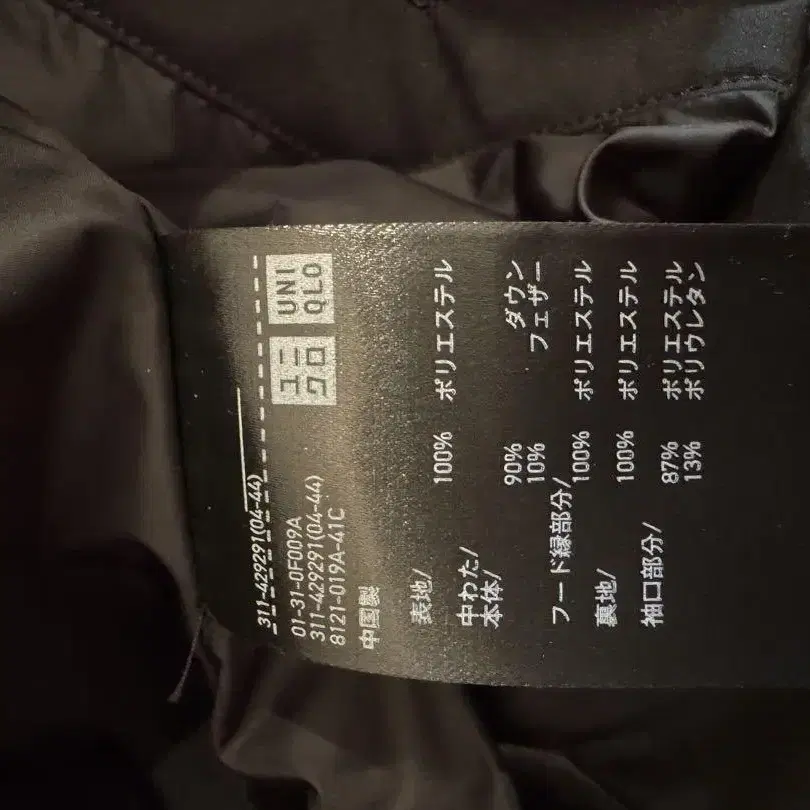 ユニ
クロ
UNI
QLO
311-429291(04-44)
01-31-0F009A
311-429291(04-44)
8121-019A-41C
中国製
表地/ 100% ポリエステル
中わた/
本体/ 90% ダウン
10% フェザー
フード縁部分/ 100% ポリエステル
裏地/ 100% ポリエステル
袖口部分/ 87% ポリエステル
13% ポリウレタン